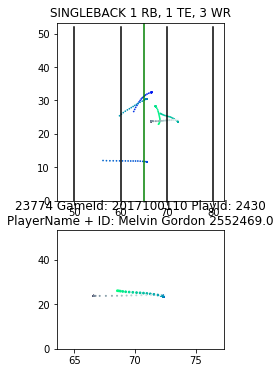 SINGLEBACK 1 RB, 1 TE, 3 WR
50
40
30
20
10
0
50 60 70 80
23774 GameId: 2017100110 PlayId: 2430
PlayerName + ID: Melvin Gordon 2552469.0
40
20
0
65 70 75